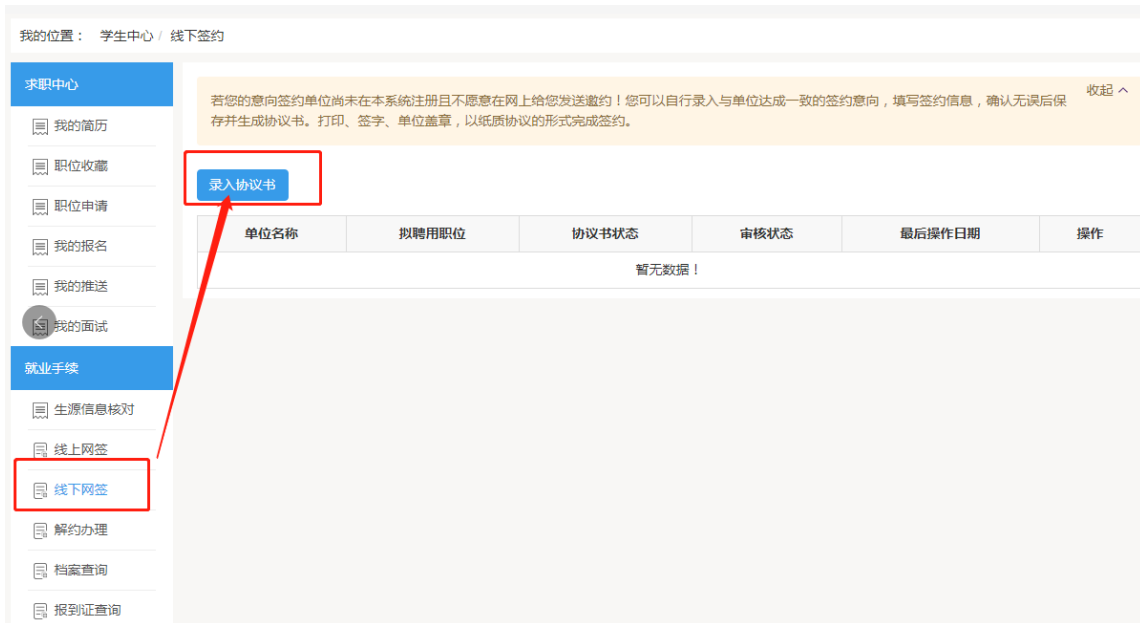 我的位置： 学生中心 / 线下签约
求职中心
我的简历
职位收藏
职位申请
我的报名
我的推送
我的面试
就业手续
生源信息核对
线上网签
线下网签
解约办理
档案查询
报到证查询
若您的意向签约单位尚未在本系统注册且不愿意在网上给您发送邀约！您可以自行录入与单位达成一致的签约意向，填写签约信息，确认无误后保
存并生成协议书。打印、签字、单位盖章，以纸质协议的形式完成签约。
收起
录入协议书
单位名称 拟聘用职位 协议书状态 审核状态 最后操作日期 操作
暂无数据！